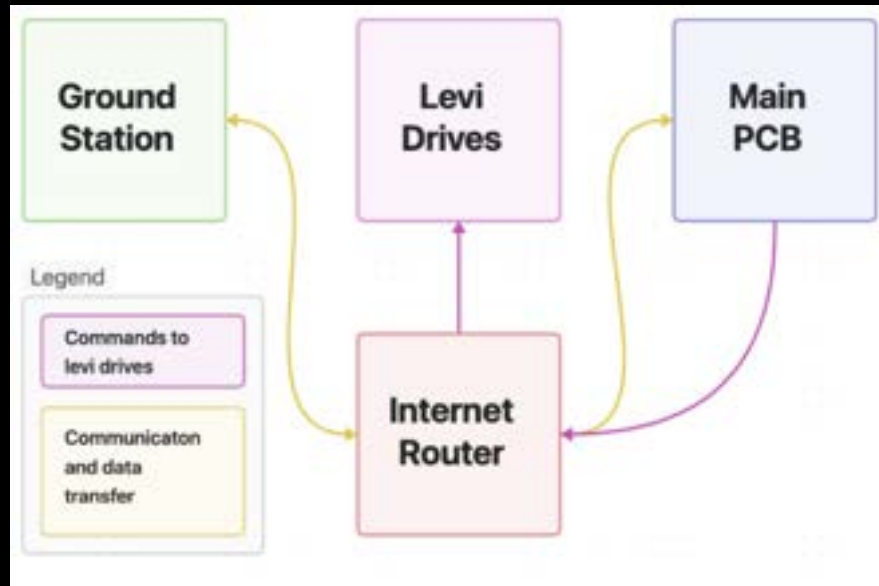 Ground
Station
Levi
Drives
Main
PCB
Legend
Commands to
levi drives
Communicaton
and data
transfer
Internet
Router